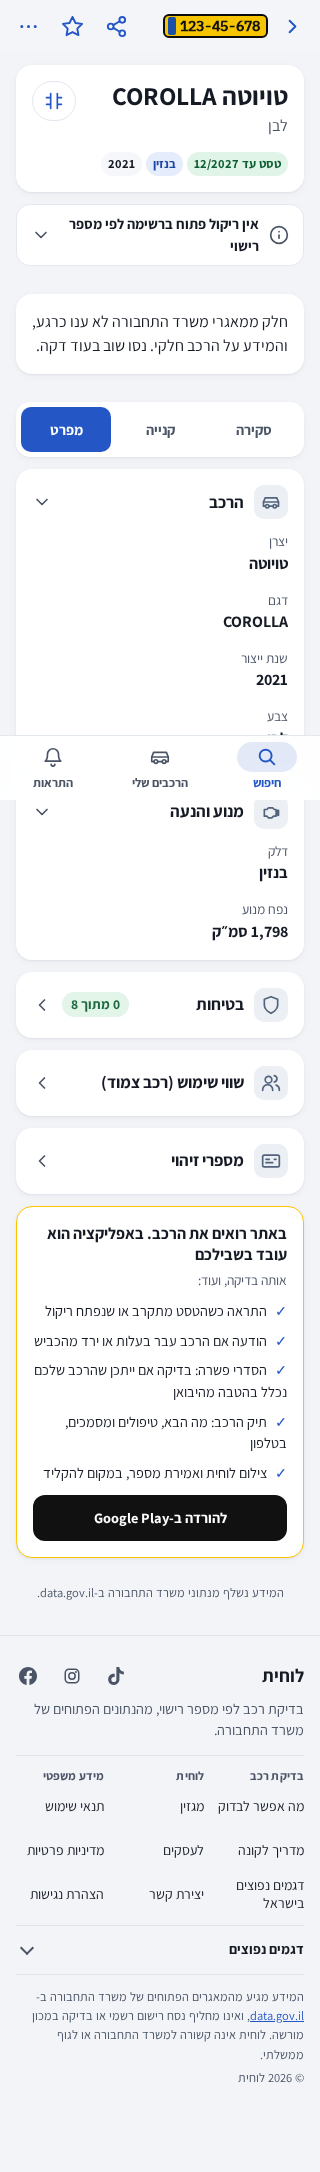 123-45-678
טויוטה COROLLA
לבן
טסט עד 12/2027
בנזין
2021
אין ריקול פתוח ברשימה לפי מספר
רישוי
חלק ממאגרי משרד התחבורה לא ענו כרגע,
והמידע על הרכב חלקי. נסו שוב בעוד דקה.
סקירה
קנייה
מפרט
הרכב
יצרן
טויוטה
דגם
COROLLA
שנת ייצור
2021
צבע
חיפוש
הרכבים שלי
התראות
מנוע והנעה
דלק
בנזין
נפח מנוע
1,798 סמ״ק
בטיחות
0 מתוך 8
שווי שימוש (רכב צמוד)
מספרי זיהוי
באתר רואים את הרכב. באפליקציה הוא
עובד בשבילכם
אותה בדיקה, ועוד:
✓ התראה כשהטסט מתקרב או שנפתח ריקול
✓ הודעה אם הרכב עבר בעלות או ירד מהכביש
✓ הסדרי פשרה: בדיקה אם ייתכן שהרכב שלכם
נכלל בהטבה מהיבואן
✓ תיק הרכב: מה הבא, טיפולים ומסמכים,
בטלפון
✓ צילום לוחית ואמירת מספר, במקום להקליד
להורדה ב-Google Play
המידע נשלף מנתוני משרד התחבורה ב-data.gov.il.
לוחית
בדיקת רכב לפי מספר רישוי, מהנתונים הפתוחים של
משרד התחבורה.
בדיקת רכב
לוחית
מידע משפטי
מה אפשר לבדוק
מגזין
תנאי שימוש
מדריך לקונה
לעסקים
מדיניות פרטיות
דגמים נפוצים
בישראל
יצירת קשר
הצהרת נגישות
דגמים נפוצים
המידע מגיע מהמאגרים הפתוחים של משרד התחבורה ב-
data.gov.il, ואינו מחליף נסח רישום רשמי או בדיקה במכון
מורשה. לוחית אינה קשורה למשרד התחבורה או לגוף
ממשלתי.
© 2026 לוחית